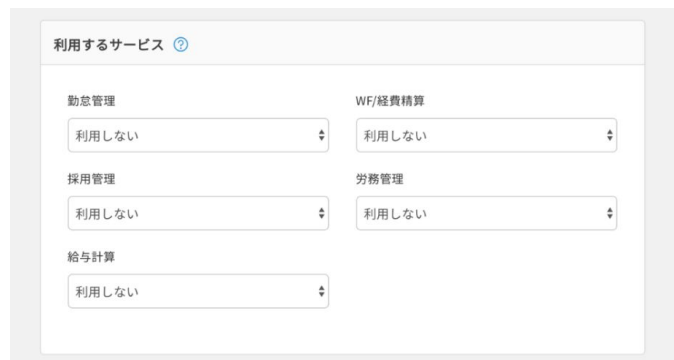 利用するサービス ?
勤怠管理
WF/経費精算
利用しない
利用しない
採用管理
労務管理
利用しない
利用しない
給与計算
利用しない